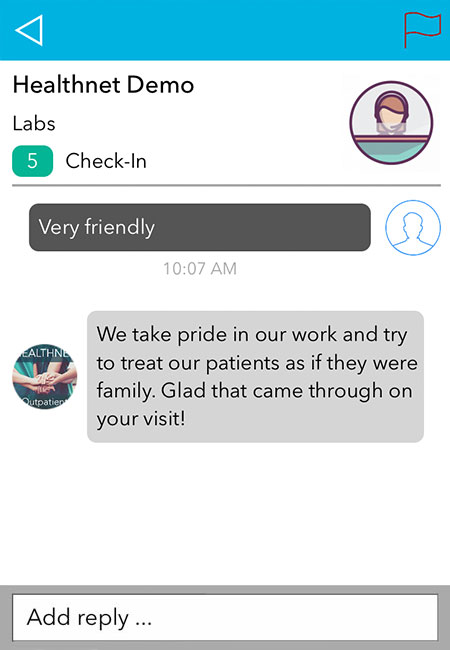 Healthnet Demo
Labs
5 Check-In
Very friendly
10:07 AM
We take pride in our work and try
to treat our patients as if they were
family. Glad that came through on
your visit!
EALTHNE
Outpatient
Add reply ...